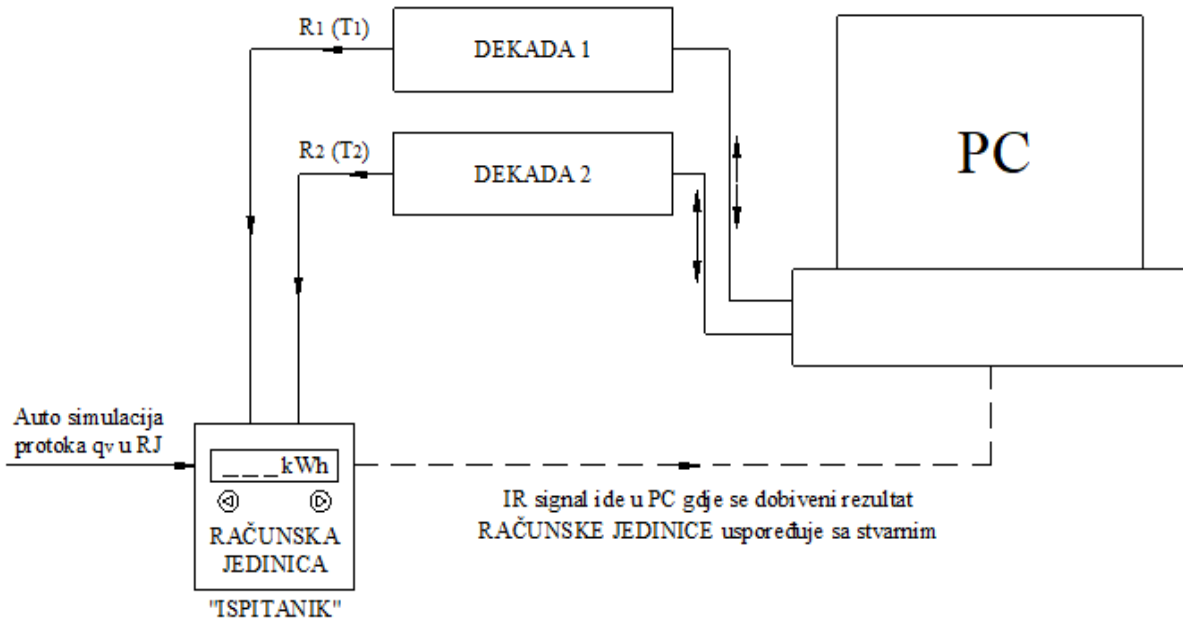 R1 (T1)
DEKADA 1
R2 (T2)
DEKADA 2
PC
Auto simulacija
protoka qv u RJ
_ _ _ kWh
RAČUNSKA
JEDINICA
"ISPITANIK"
IR signal ide u PC gdje se dobiveni rezultat
RAČUNSKE JEDINICE uspoređuje sa stvarnim